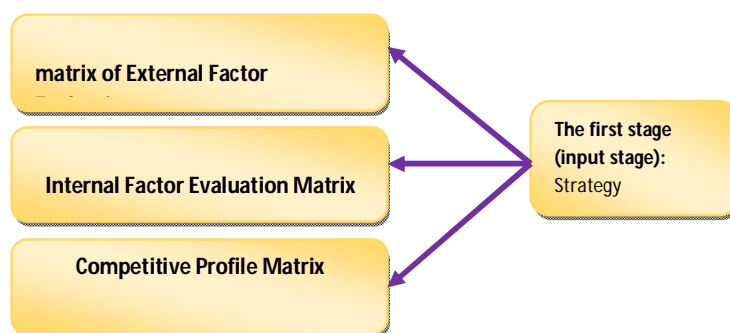 matrix of External Factor
Internal Factor Evaluation Matrix
Competitive Profile Matrix
The first stage
(input stage):
Strategy